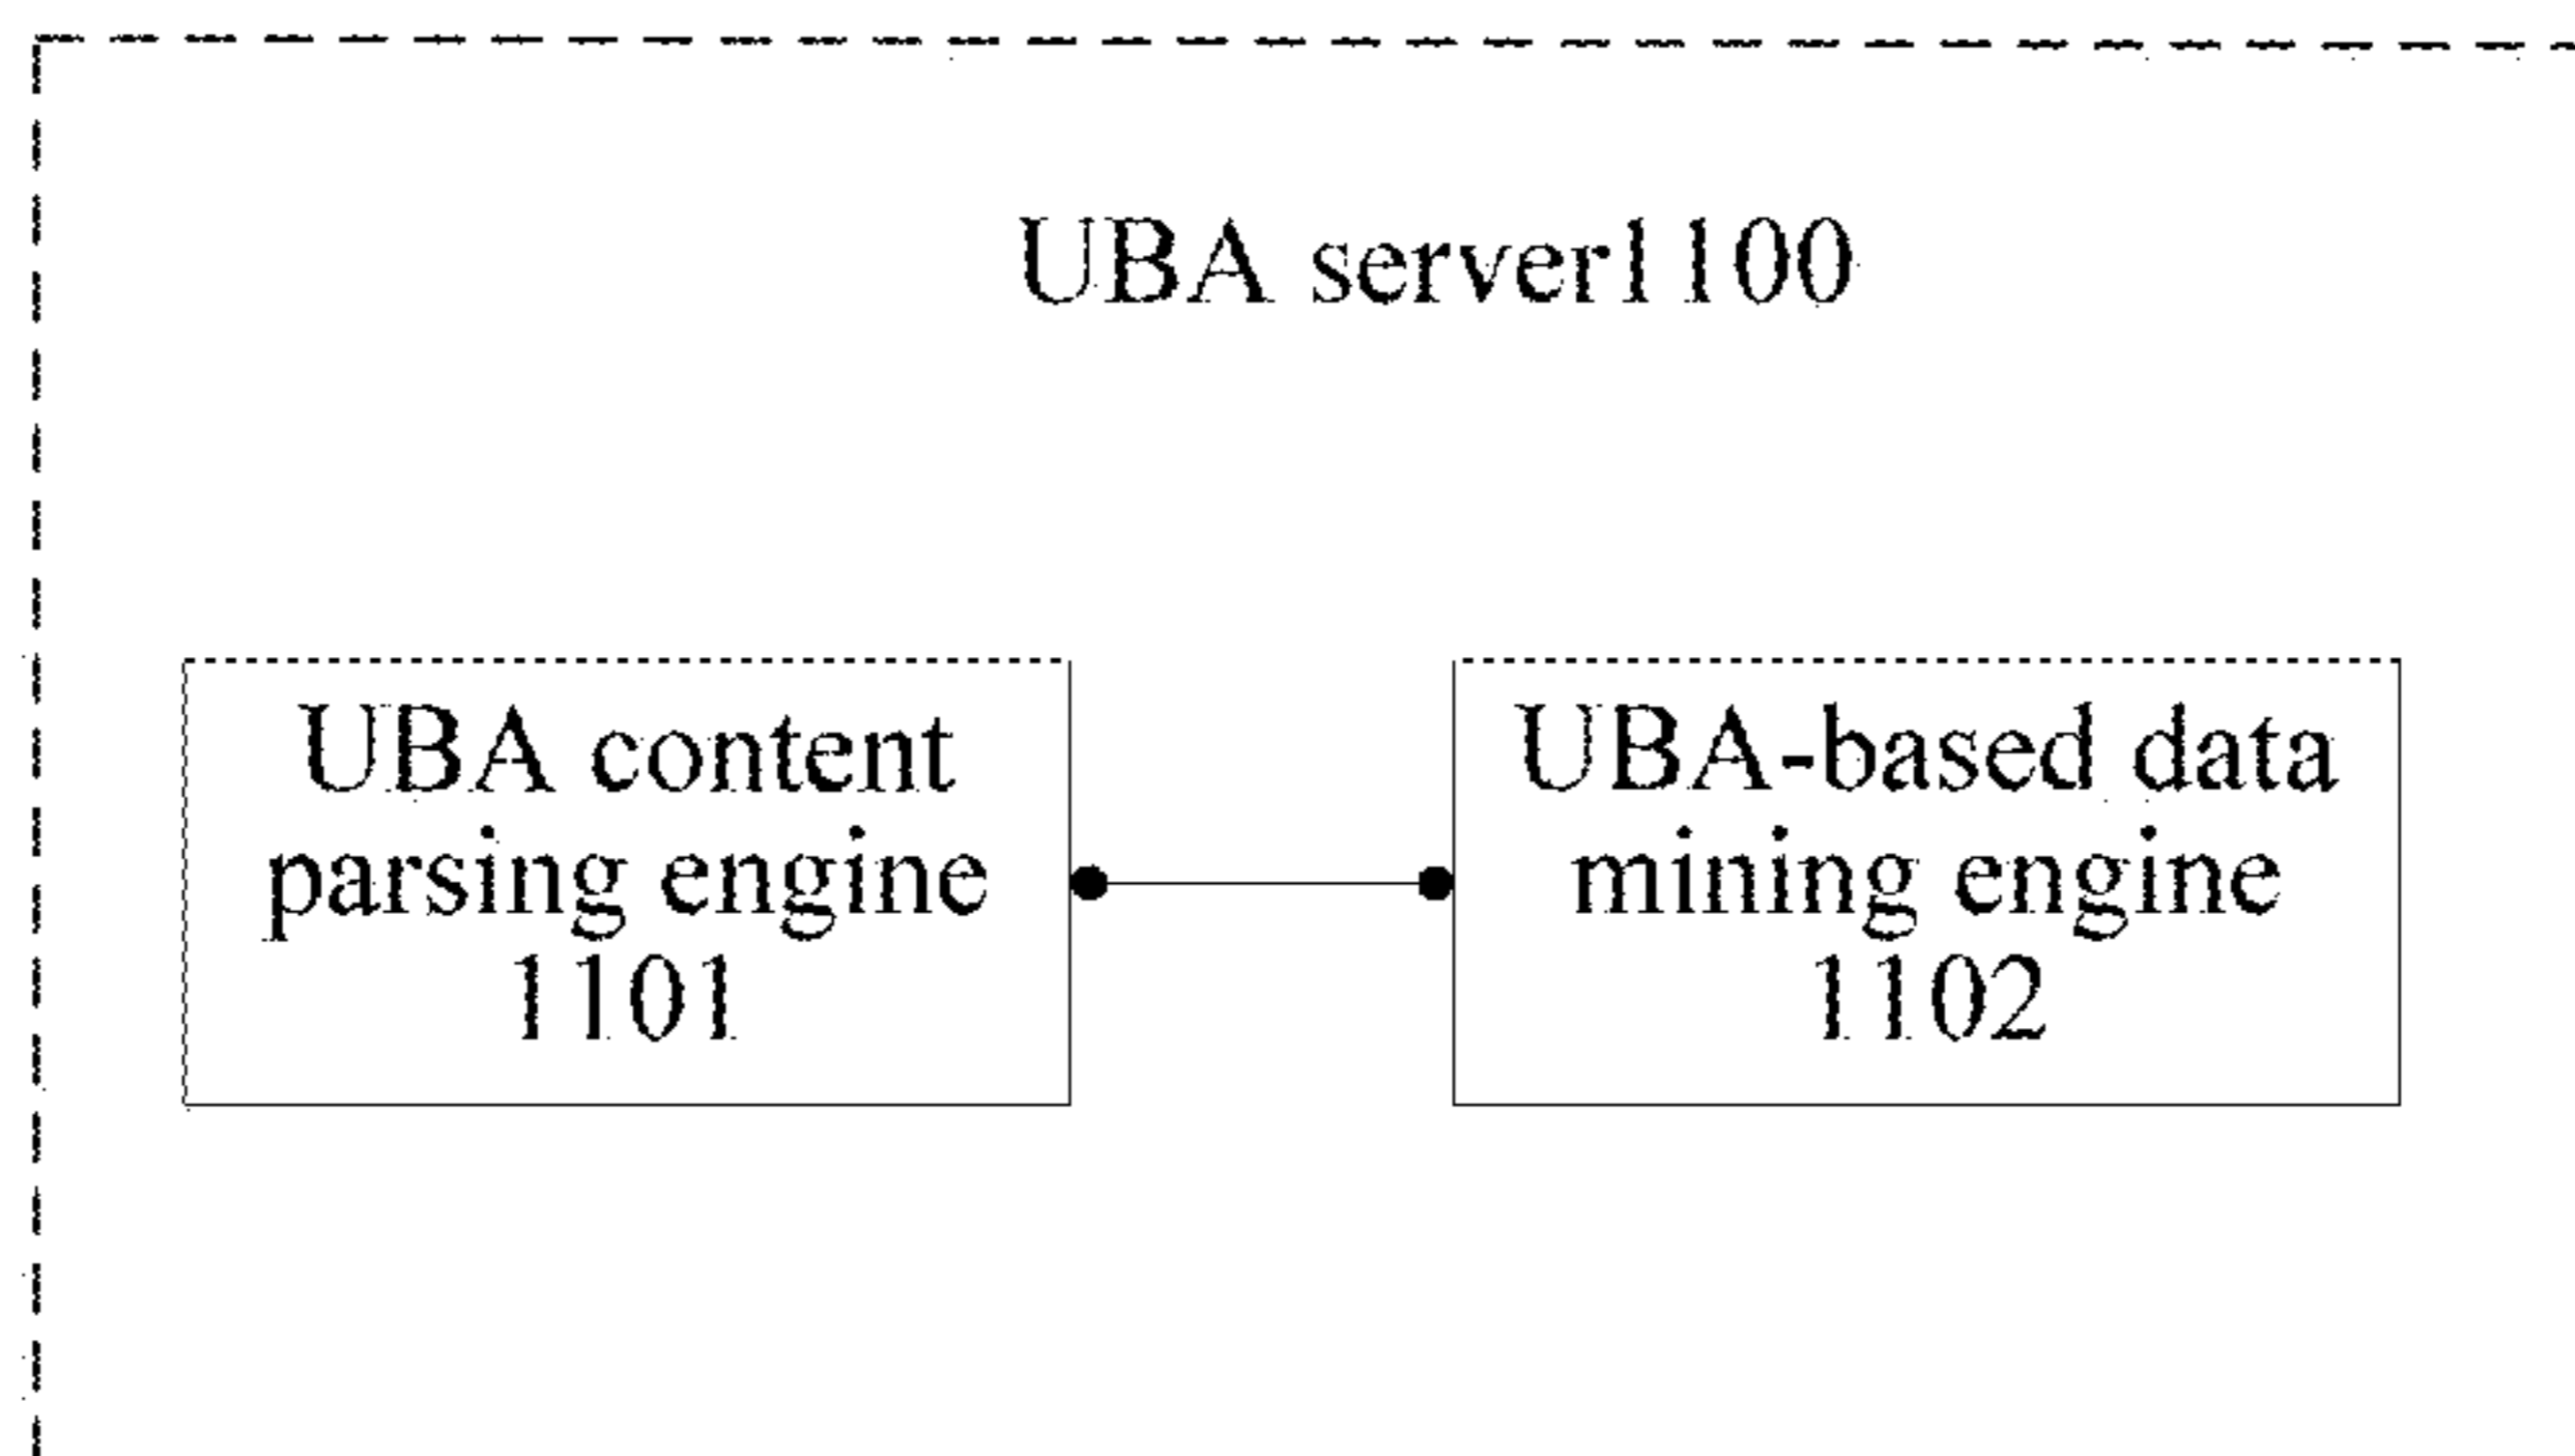 UBA server1100
UBA content
parsing engine
1101
UBA-based data
mining engine
1102